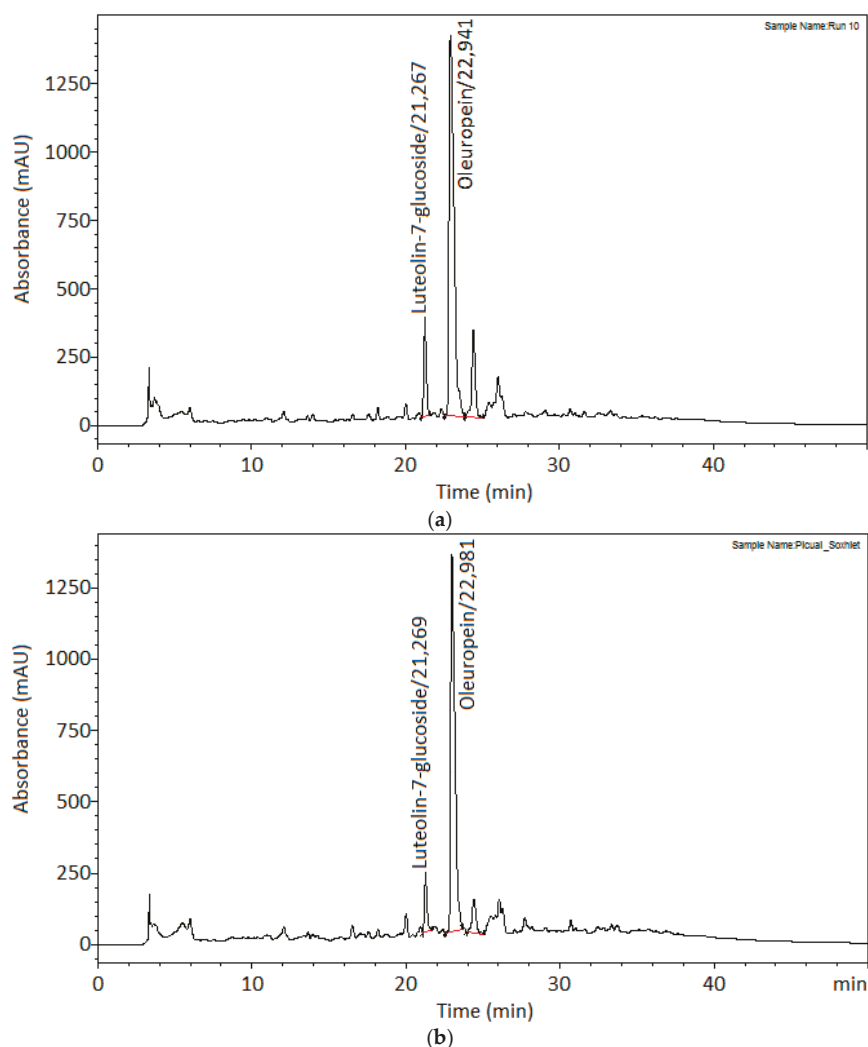 Sample Name:Run 10
Luteolin-7-glucoside/21,267
Oleuropein/22,941
Absorbance (mAU)
1250
1000
750
500
250
0
0 10 20 30 40
Time (min)
(a)
Sample Name:Picual_Soxhlet
Luteolin-7-glucoside/21,269
Oleuropein/22,981
Absorbance (mAU)
1250
1000
750
500
250
0
0 10 20 30 40 min
Time (min)
(b)